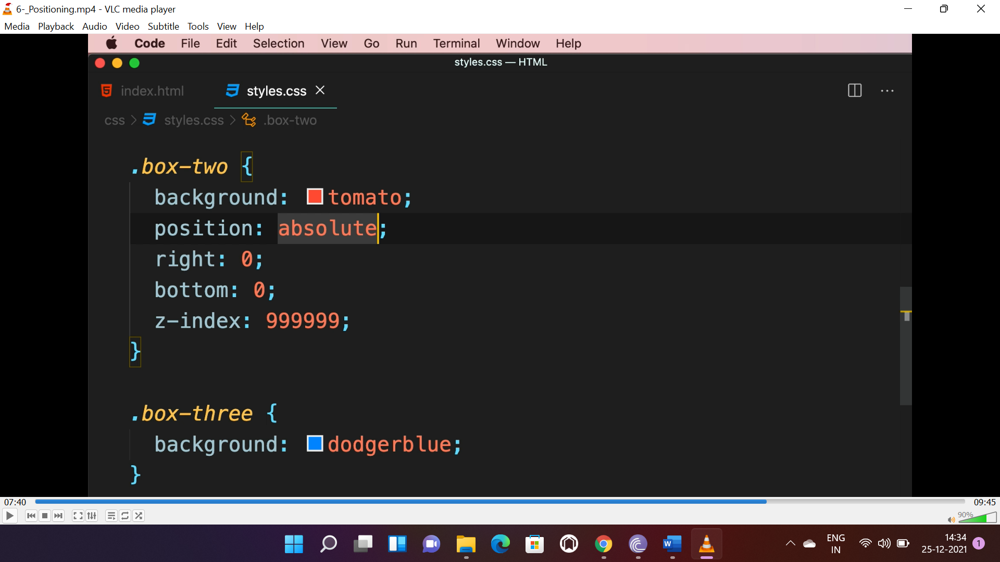 6-_Positioning.mp4 - VLC media player
Media Playback Audio Video Subtitle Tools View Help
Code File Edit Selection View Go Run Terminal Window Help
styles.css — HTML
index.html styles.css
css > styles.css > .box-two
.box-two {
background: tomato;
position: absolute;
right: 0;
bottom: 0;
z-index: 999999;
}
.box-three {
background: dodgerblue;
}
07:40 09:45
90%
ENG 14:34 1
IN 25-12-2021